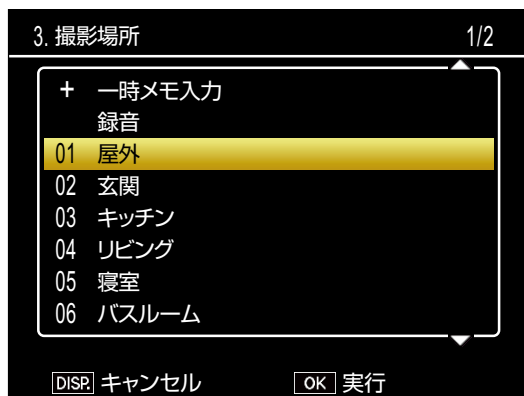 3. 撮影場所 1/2
+ 一時メモ入力
録音
01 屋外
02 玄関
03 キッチン
04 リビング
05 寝室
06 バスルーム
DISP. キャンセル OK 実行